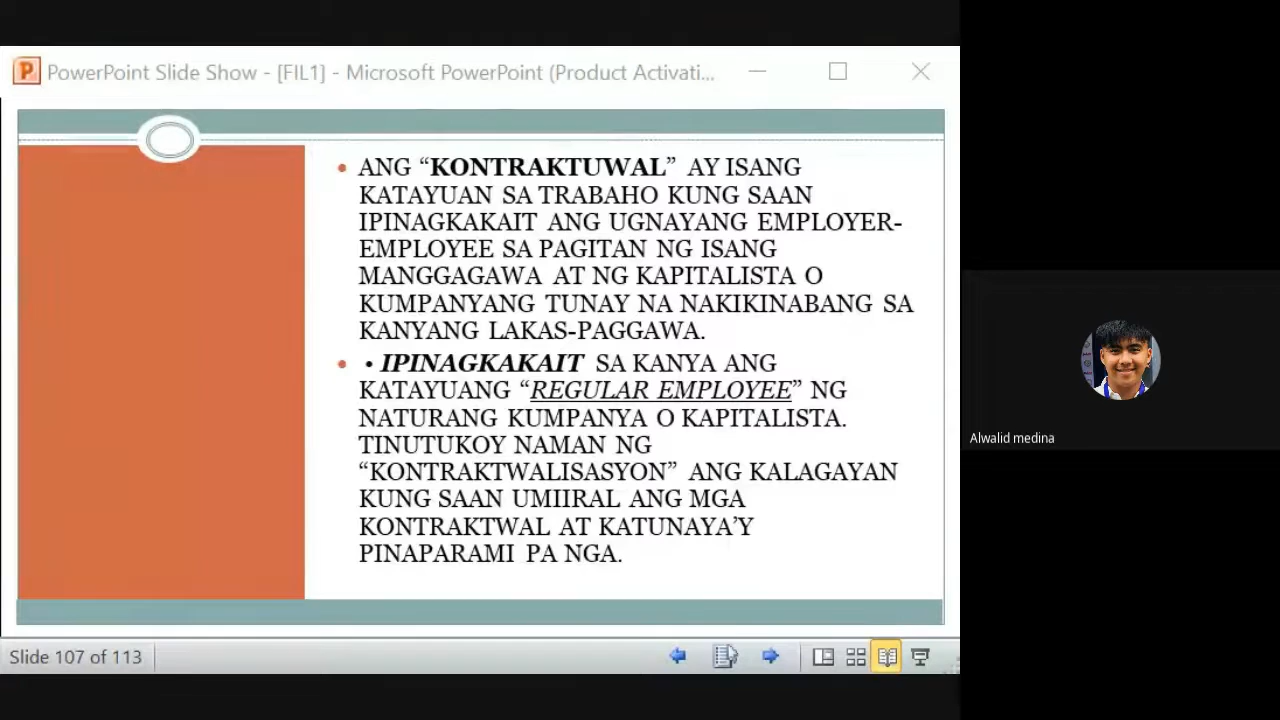 PowerPoint Slide Show - [FIL1] - Microsoft PowerPoint (Product Activati...
ANG “KONTRAKTUWAL” AY ISANG
KATAYUAN SA TRABAHO KUNG SAAN
IPINAGKAKAIT ANG UGNAYANG EMPLOYER-
EMPLOYEE SA PAGITAN NG ISANG
MANGGAGAWA AT NG KAPITALISTA O
KUMPANYANG TUNAY NA NAKIKINABANG SA
KANYANG LAKAS-PAGGAWA.
• IPINAGKAKAIT SA KANYA ANG
KATAYUANG “REGULAR EMPLOYEE” NG
NATURANG KUMPANYA O KAPITALISTA.
TINUTUKOY NAMAN NG
“KONTRAKTWALISASYON” ANG KALAGAYAN
KUNG SAAN UMIIRAL ANG MGA
KONTRAKTWAL AT KATUNAYA’Y
PINAPARAMI PA NGA.
Slide 107 of 113
Alwalid medina